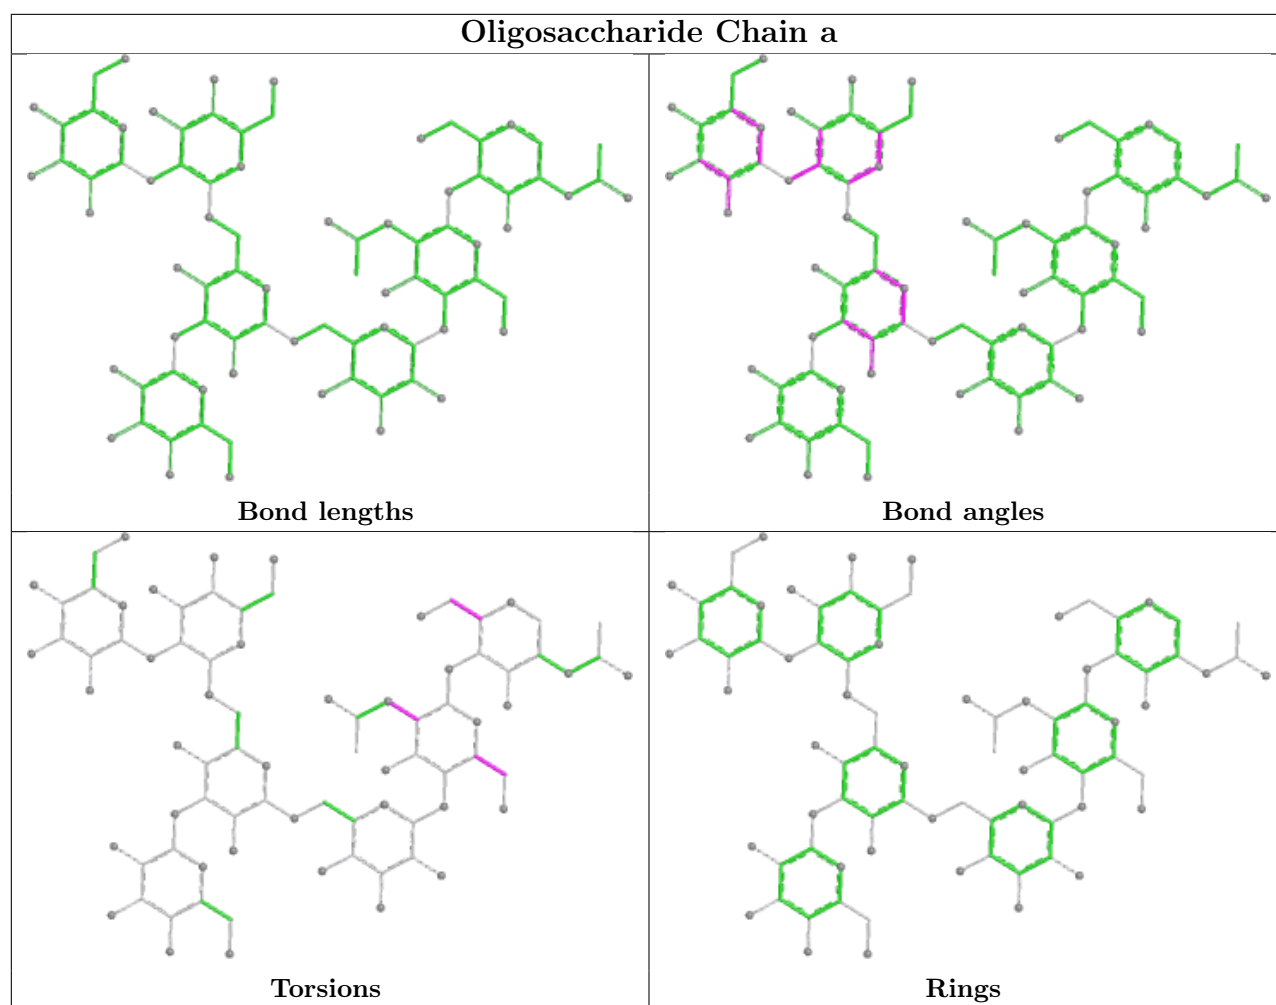 Oligosaccharide Chain a
Bond lengths
Bond angles
Torsions
Rings